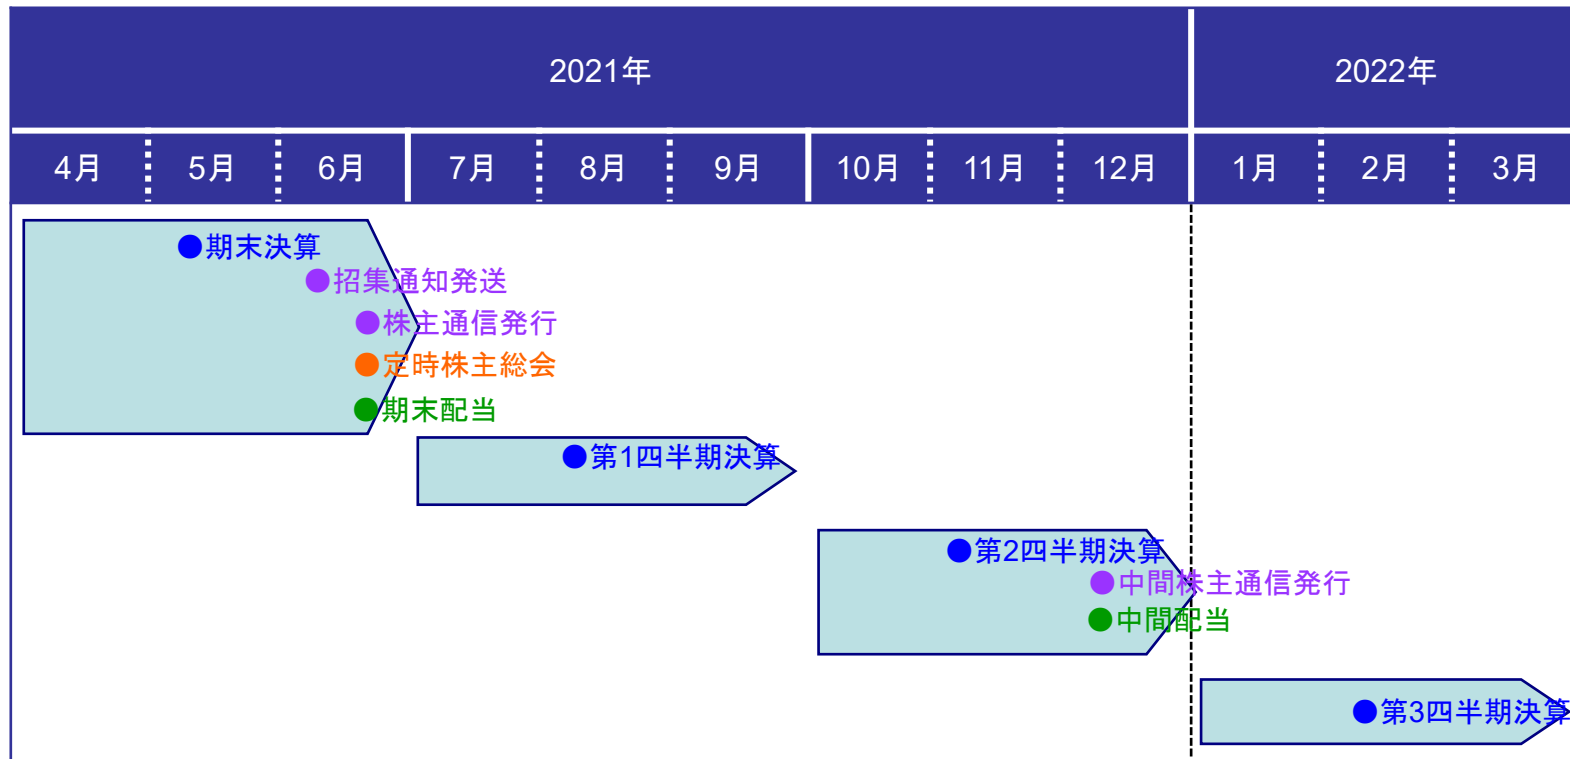 2021年
2022年
4月
5月
6月
7月
8月
9月
10月
11月
12月
1月
2月
3月
●期末決算
●招集通知発送
●株主通信発行
●定時株主総会
●期末配当
●第1四半期決算
●第2四半期決算
●中間株主通信発行
●中間配当
●第3四半期決算